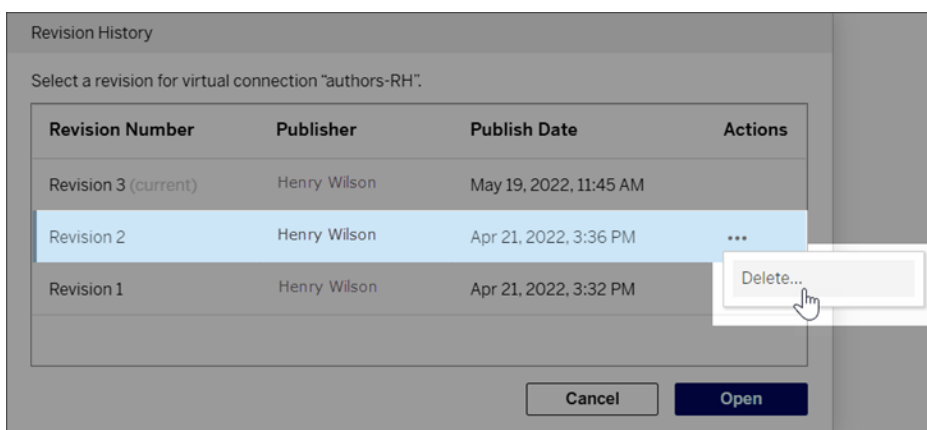 Revision History
Select a revision for virtual connection “authors-RH”.
Revision Number Publisher Publish Date Actions
Revision 3 (current) Henry Wilson May 19, 2022, 11:45 AM
Revision 2 Henry Wilson Apr 21, 2022, 3:36 PM •••
Delete...
Revision 1 Henry Wilson Apr 21, 2022, 3:32 PM
Cancel Open